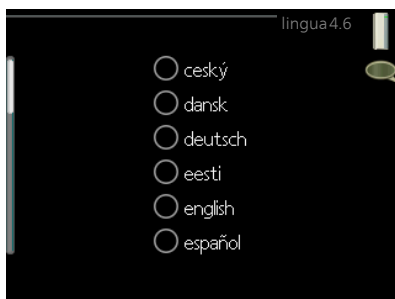 lingua 4.6
ceský
dansk
deutsch
eesti
english
español